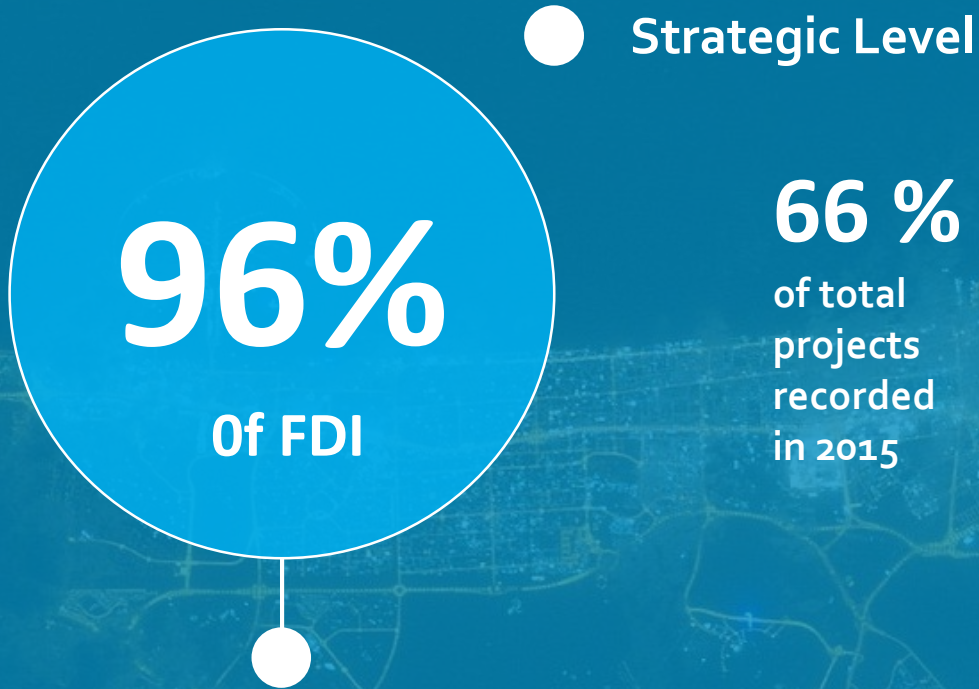 Strategic Level
96%
0f FDI
66 %
of total
projects
recorded
in 2015